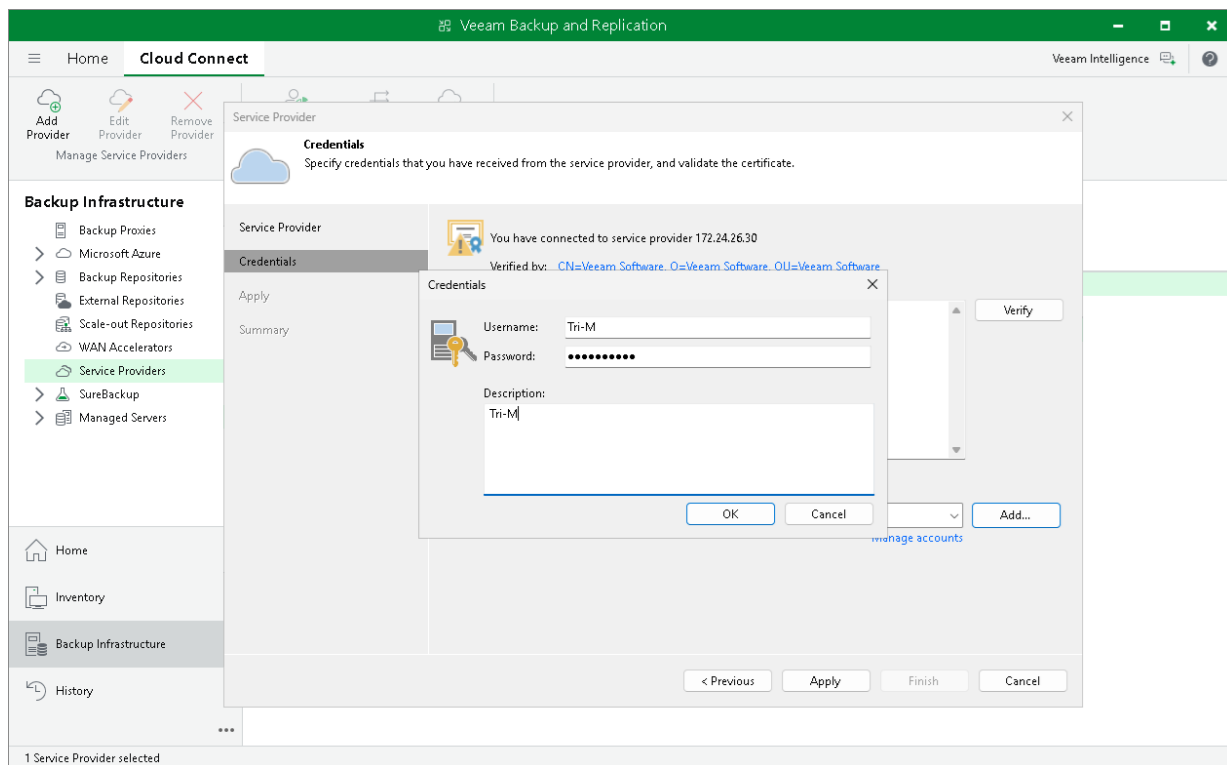 Veeam Backup and Replication
Home
Cloud Connect
Veeam Intelligence
Add Provider
Edit Provider
Remove Provider
Manage Service Providers
Service Provider
Credentials
Specify credentials that you have received from the service provider, and validate the certificate.
Backup Infrastructure
Backup Proxies
Microsoft Azure
Backup Repositories
External Repositories
Scale-out Repositories
WAN Accelerators
Service Providers
SureBackup
Managed Servers
Service Provider
Credentials
Apply
Summary
You have connected to service provider 172.24.26.30
Verified by: CN=Veeam Software, O=Veeam Software, OU=Veeam Software
Verify
Credentials
Username: Tri-M
Password: ●●●●●●●●●●
Description:
Tri-M
OK
Cancel
Add...
Manage accounts
Home
Inventory
Backup Infrastructure
History
< Previous
Apply
Finish
Cancel
1 Service Provider selected